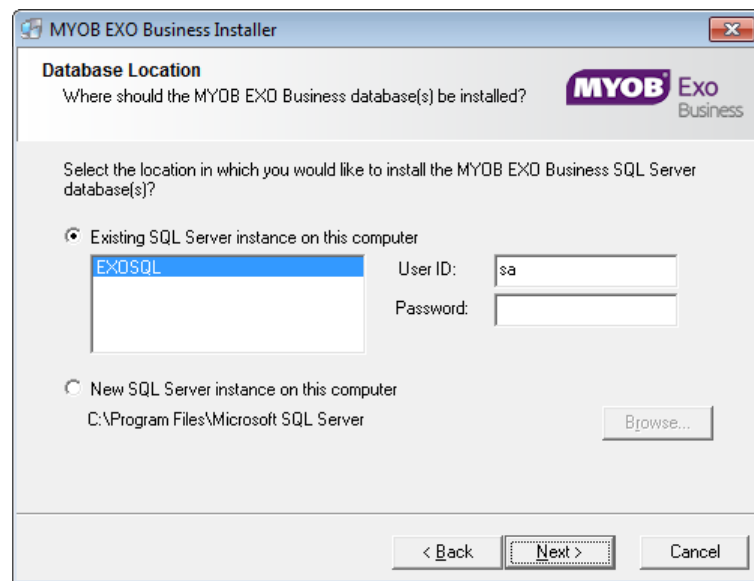 MYOB EXO Business Installer
Database Location
Where should the MYOB EXO Business database(s) be installed?
MYOB Exo
Business
Select the location in which you would like to install the MYOB EXO Business SQL Server
database(s)?
Existing SQL Server instance on this computer
EXOSQL
User ID:
sa
Password:
New SQL Server instance on this computer
C:\Program Files\Microsoft SQL Server
Browse...
< Back
Next >
Cancel